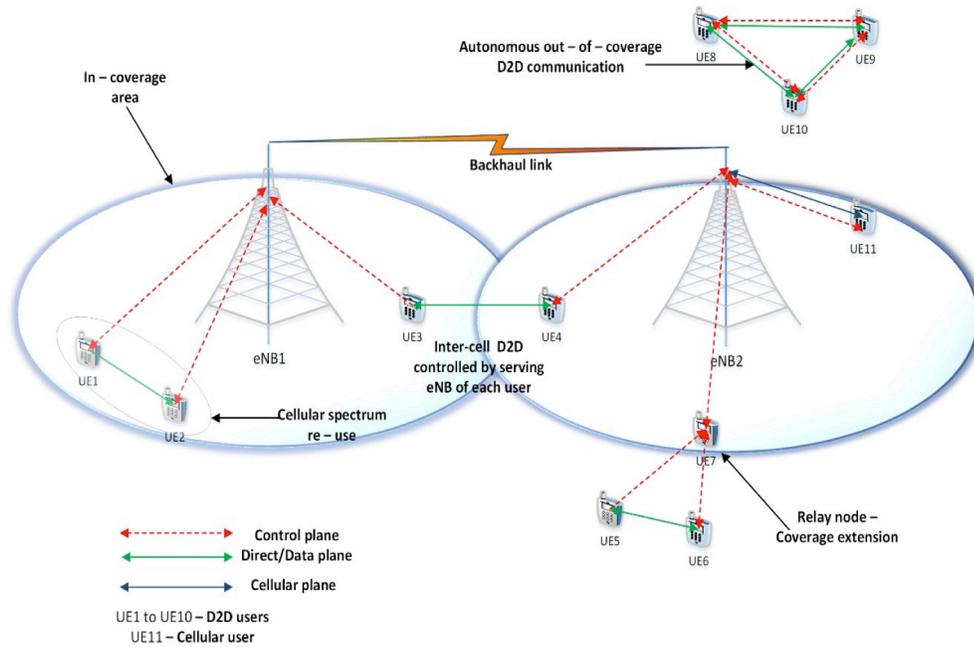 UE8
UE9
Autonomous out – of – coverage
D2D communication
UE10
In – coverage
area
Backhaul link
UE11
UE3
UE4
eNB1
eNB2
UE1
Inter-cell D2D
controlled by serving
eNB of each user
UE2
Cellular spectrum
re – use
UE7
UE5
UE6
Relay node –
Coverage extension
Control plane
Direct/Data plane
Cellular plane
UE1 to UE10 – D2D users
UE11 – Cellular user